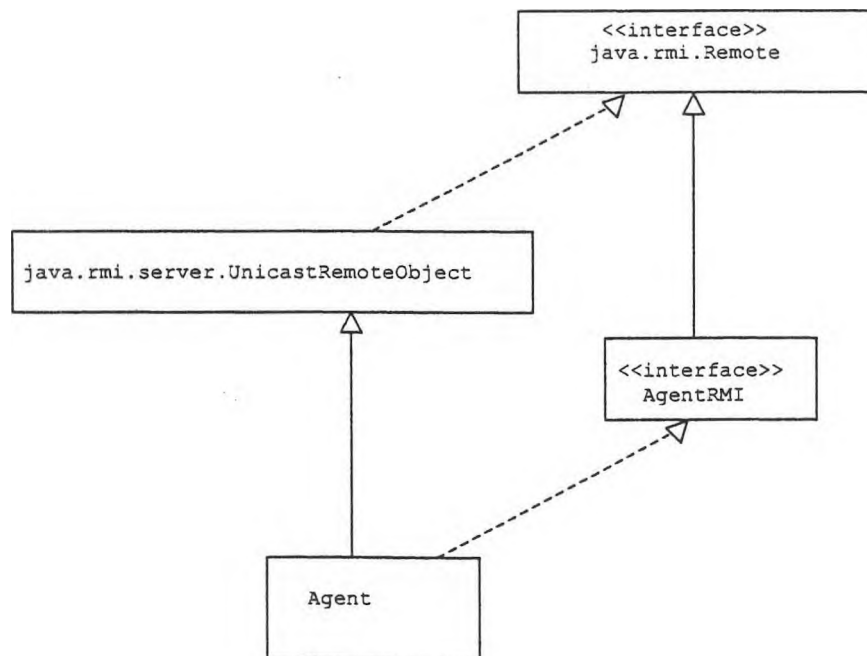 <<interface>>
java.rmi.Remote
java.rmi.server.UnicastRemoteObject
<<interface>>
AgentRMI
Agent